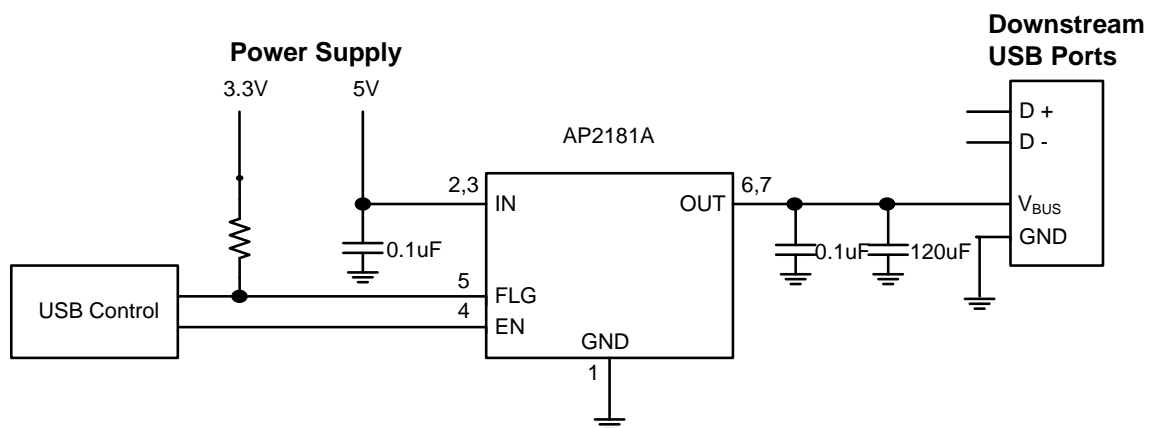 Downstream
USB Ports
Power Supply
3.3V 5V
D +
D -
AP2181A
2,3 6,7
IN OUT
VBUS
0.1uF 0.1uF 120uF
GND
5
FLG
USB Control
4
EN
GND
1